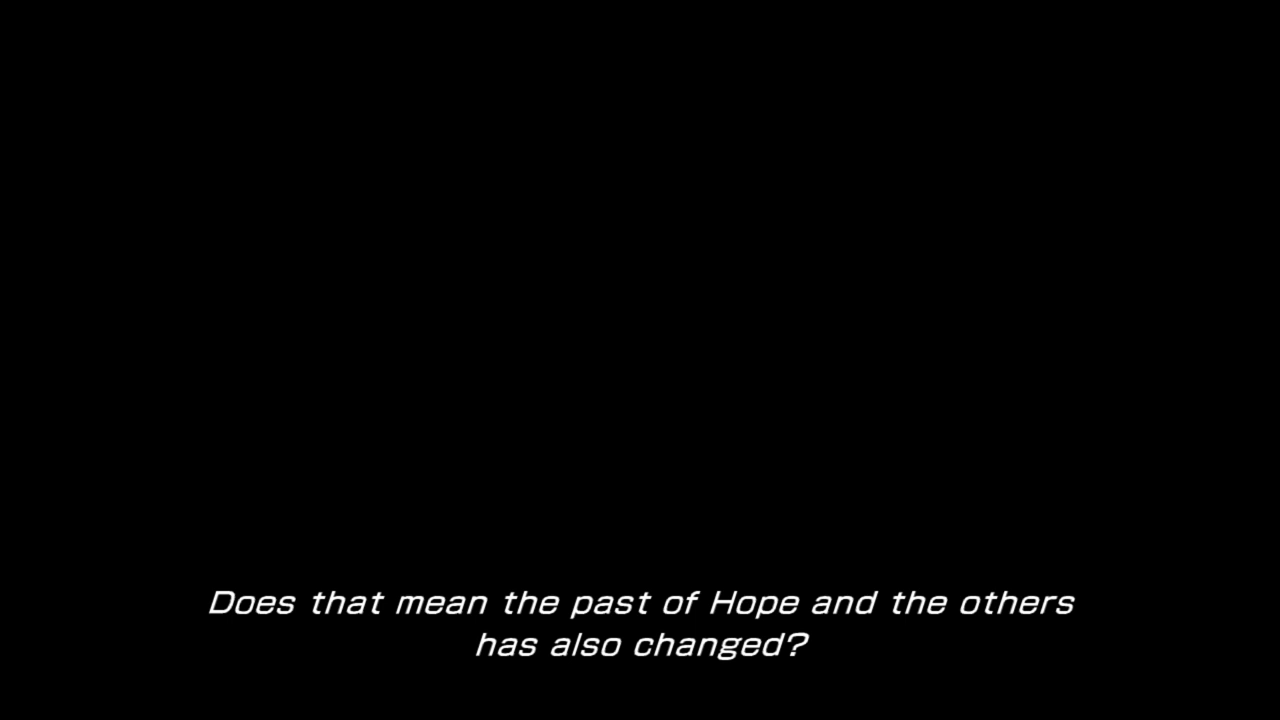 Does that mean the past of Hope and the others
has also changed?